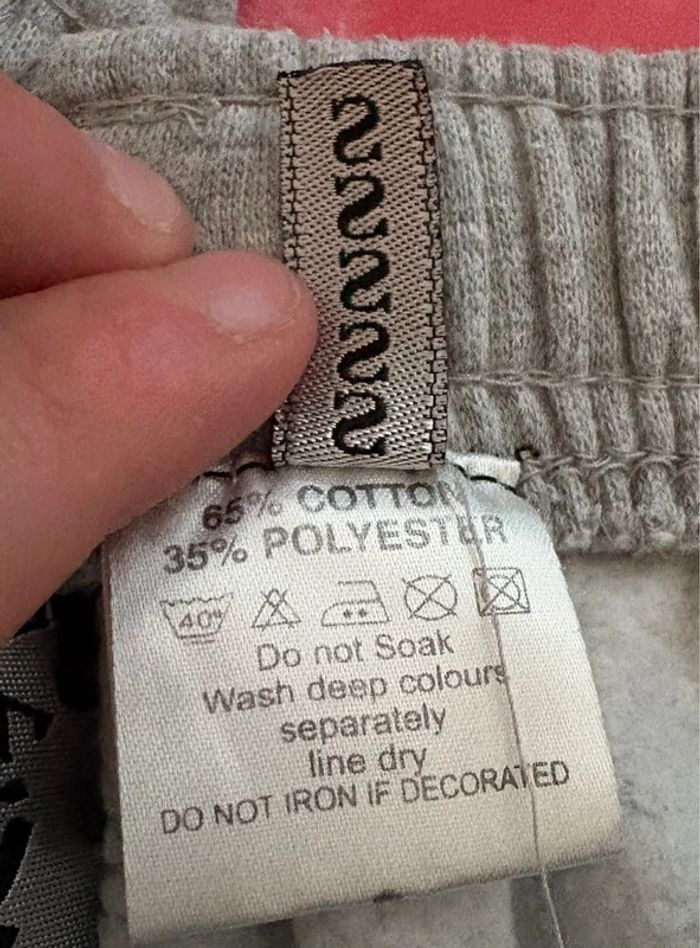 65% COTTON
35% POLYESTER
40°
Do not Soak
Wash deep colours
separately
line dry
DO NOT IRON IF DECORATED